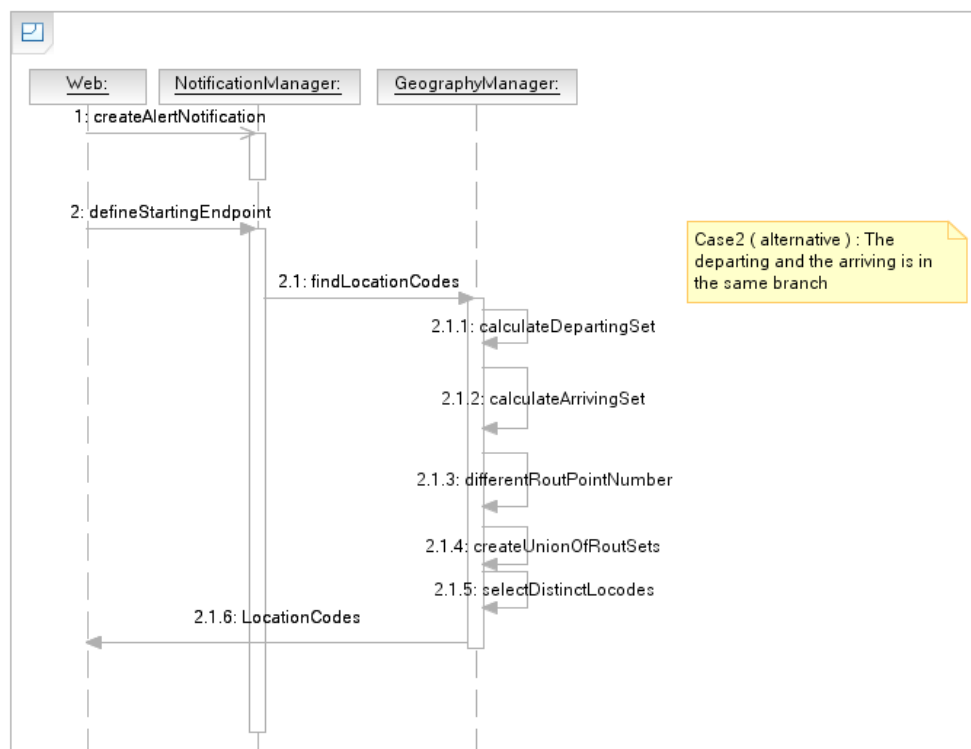 Web:
NotificationManager:
GeographyManager:
1: createAlertNotification
2: defineStartingEndpoint
Case2 ( alternative ) : The
departing and the arriving is in
the same branch
2.1: findLocationCodes
2.1.1: calculateDepartingSet
2.1.2: calculateArrivingSet
2.1.3: differentRoutPointNumber
2.1.4: createUnionOfRoutSets
2.1.5: selectDistinctLocodes
2.1.6: LocationCodes